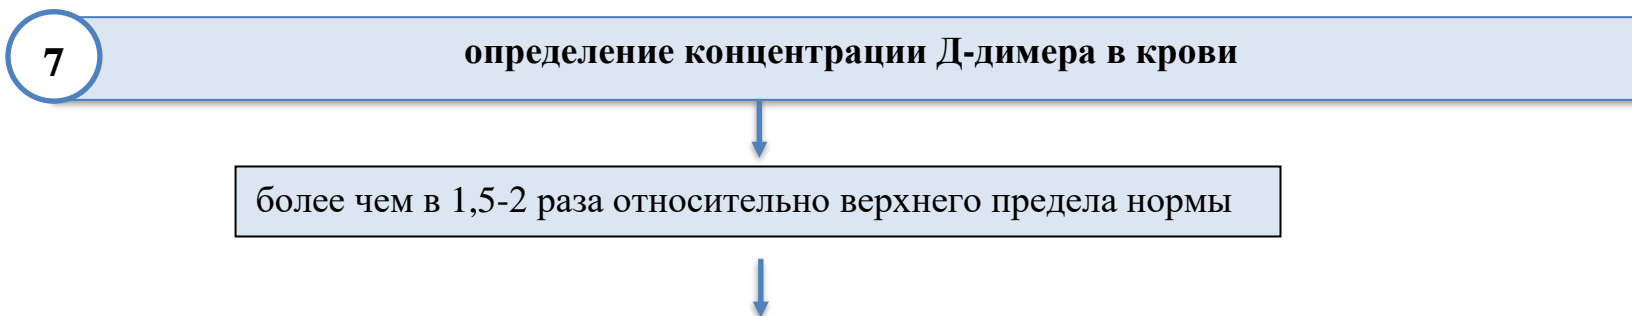 7
определение концентрации Д-димера в крови
более чем в 1,5-2 раза относительно верхнего предела нормы